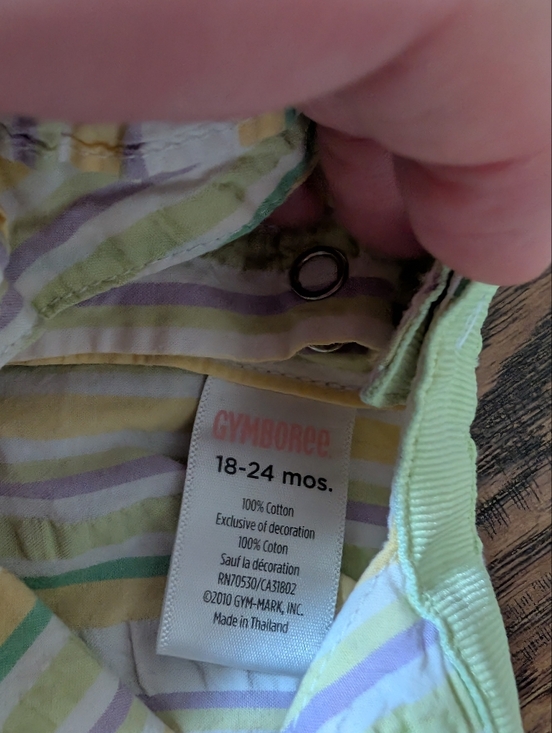 GYMBOREE
18-24 mos.
100% Cotton
Exclusive of decoration
100% Coton
Sauf la décoration
RN70530/CA31802
©2010 GYM-MARK, INC.
Made in Thailand